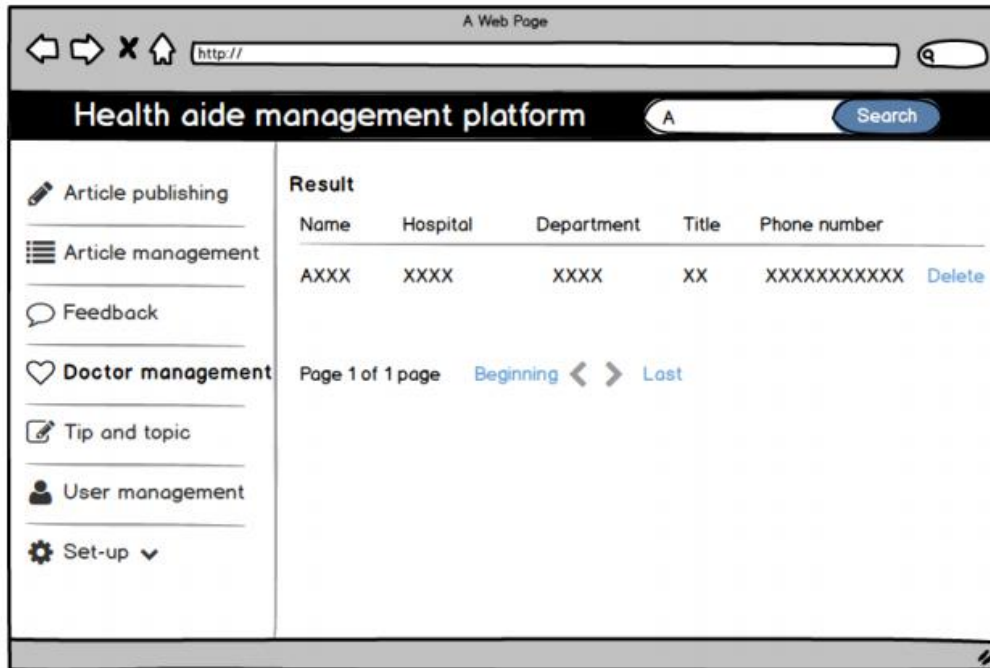 A Web Page
http://
Health aide management platform
A
Search
Article publishing
Article management
Feedback
Doctor management
Tip and topic
User management
Set-up
Result
Name Hospital Department Title Phone number
AXXX XXXX XXXX XX XXXXXXXXXXX Delete
Page 1 of 1 page Beginning Last